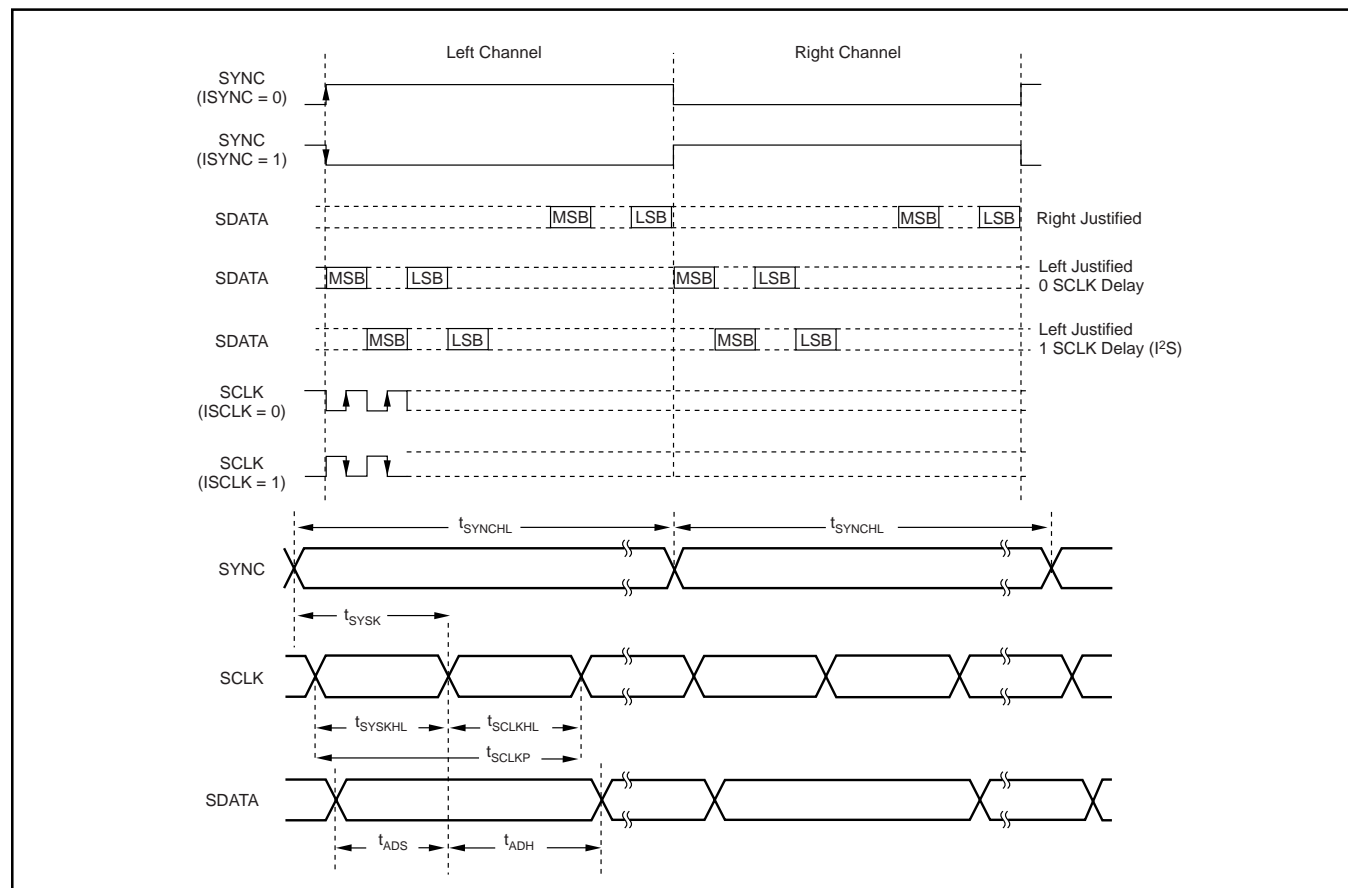 Left Channel
Right Channel
SYNC
(ISYNC = 0)
SYNC
(ISYNC = 1)
SDATA
MSB
LSB
MSB
LSB
Right Justified
SDATA
MSB
LSB
MSB
LSB
Left Justified
0 SCLK Delay
SDATA
MSB
LSB
MSB
LSB
Left Justified
1 SCLK Delay (I²S)
SCLK
(ISCLK = 0)
SCLK
(ISCLK = 1)
tSYNCHL
tSYNCHL
SYNC
tSYSK
SCLK
tSYSKHL
tSCLKHL
tSCLKP
SDATA
tADS
tADH